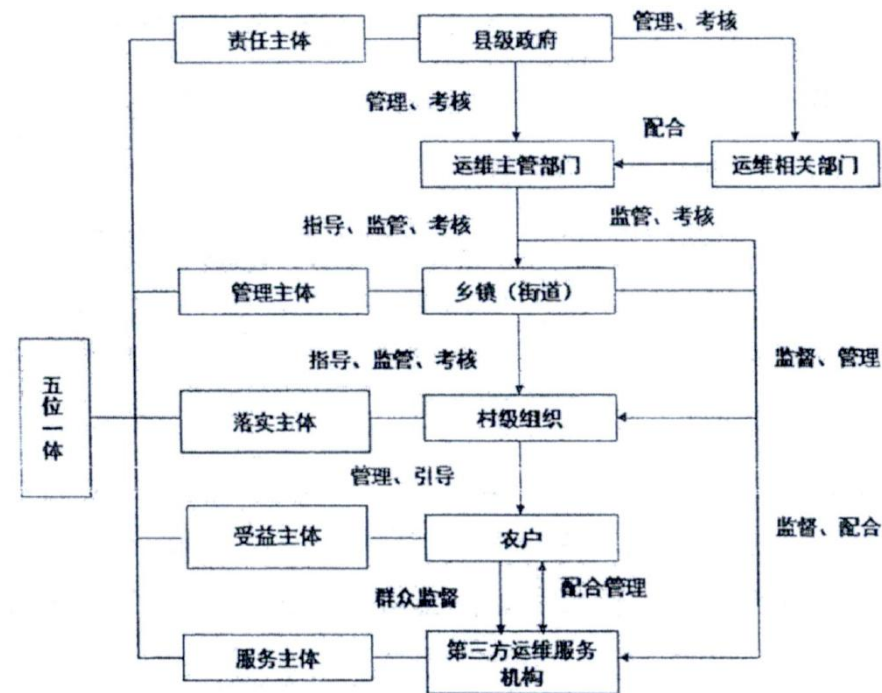 责任主体
县级政府
管理、考核
管理、考核
配合
运维主管部门
运维相关部门
指导、监管、考核
监管、考核
管理主体
乡镇（街道）
指导、监管、考核
监督、管理
五位一体
落实主体
村级组织
管理、引导
受益主体
农户
监督、配合
群众监督
配合管理
服务主体
第三方运维服务
机构